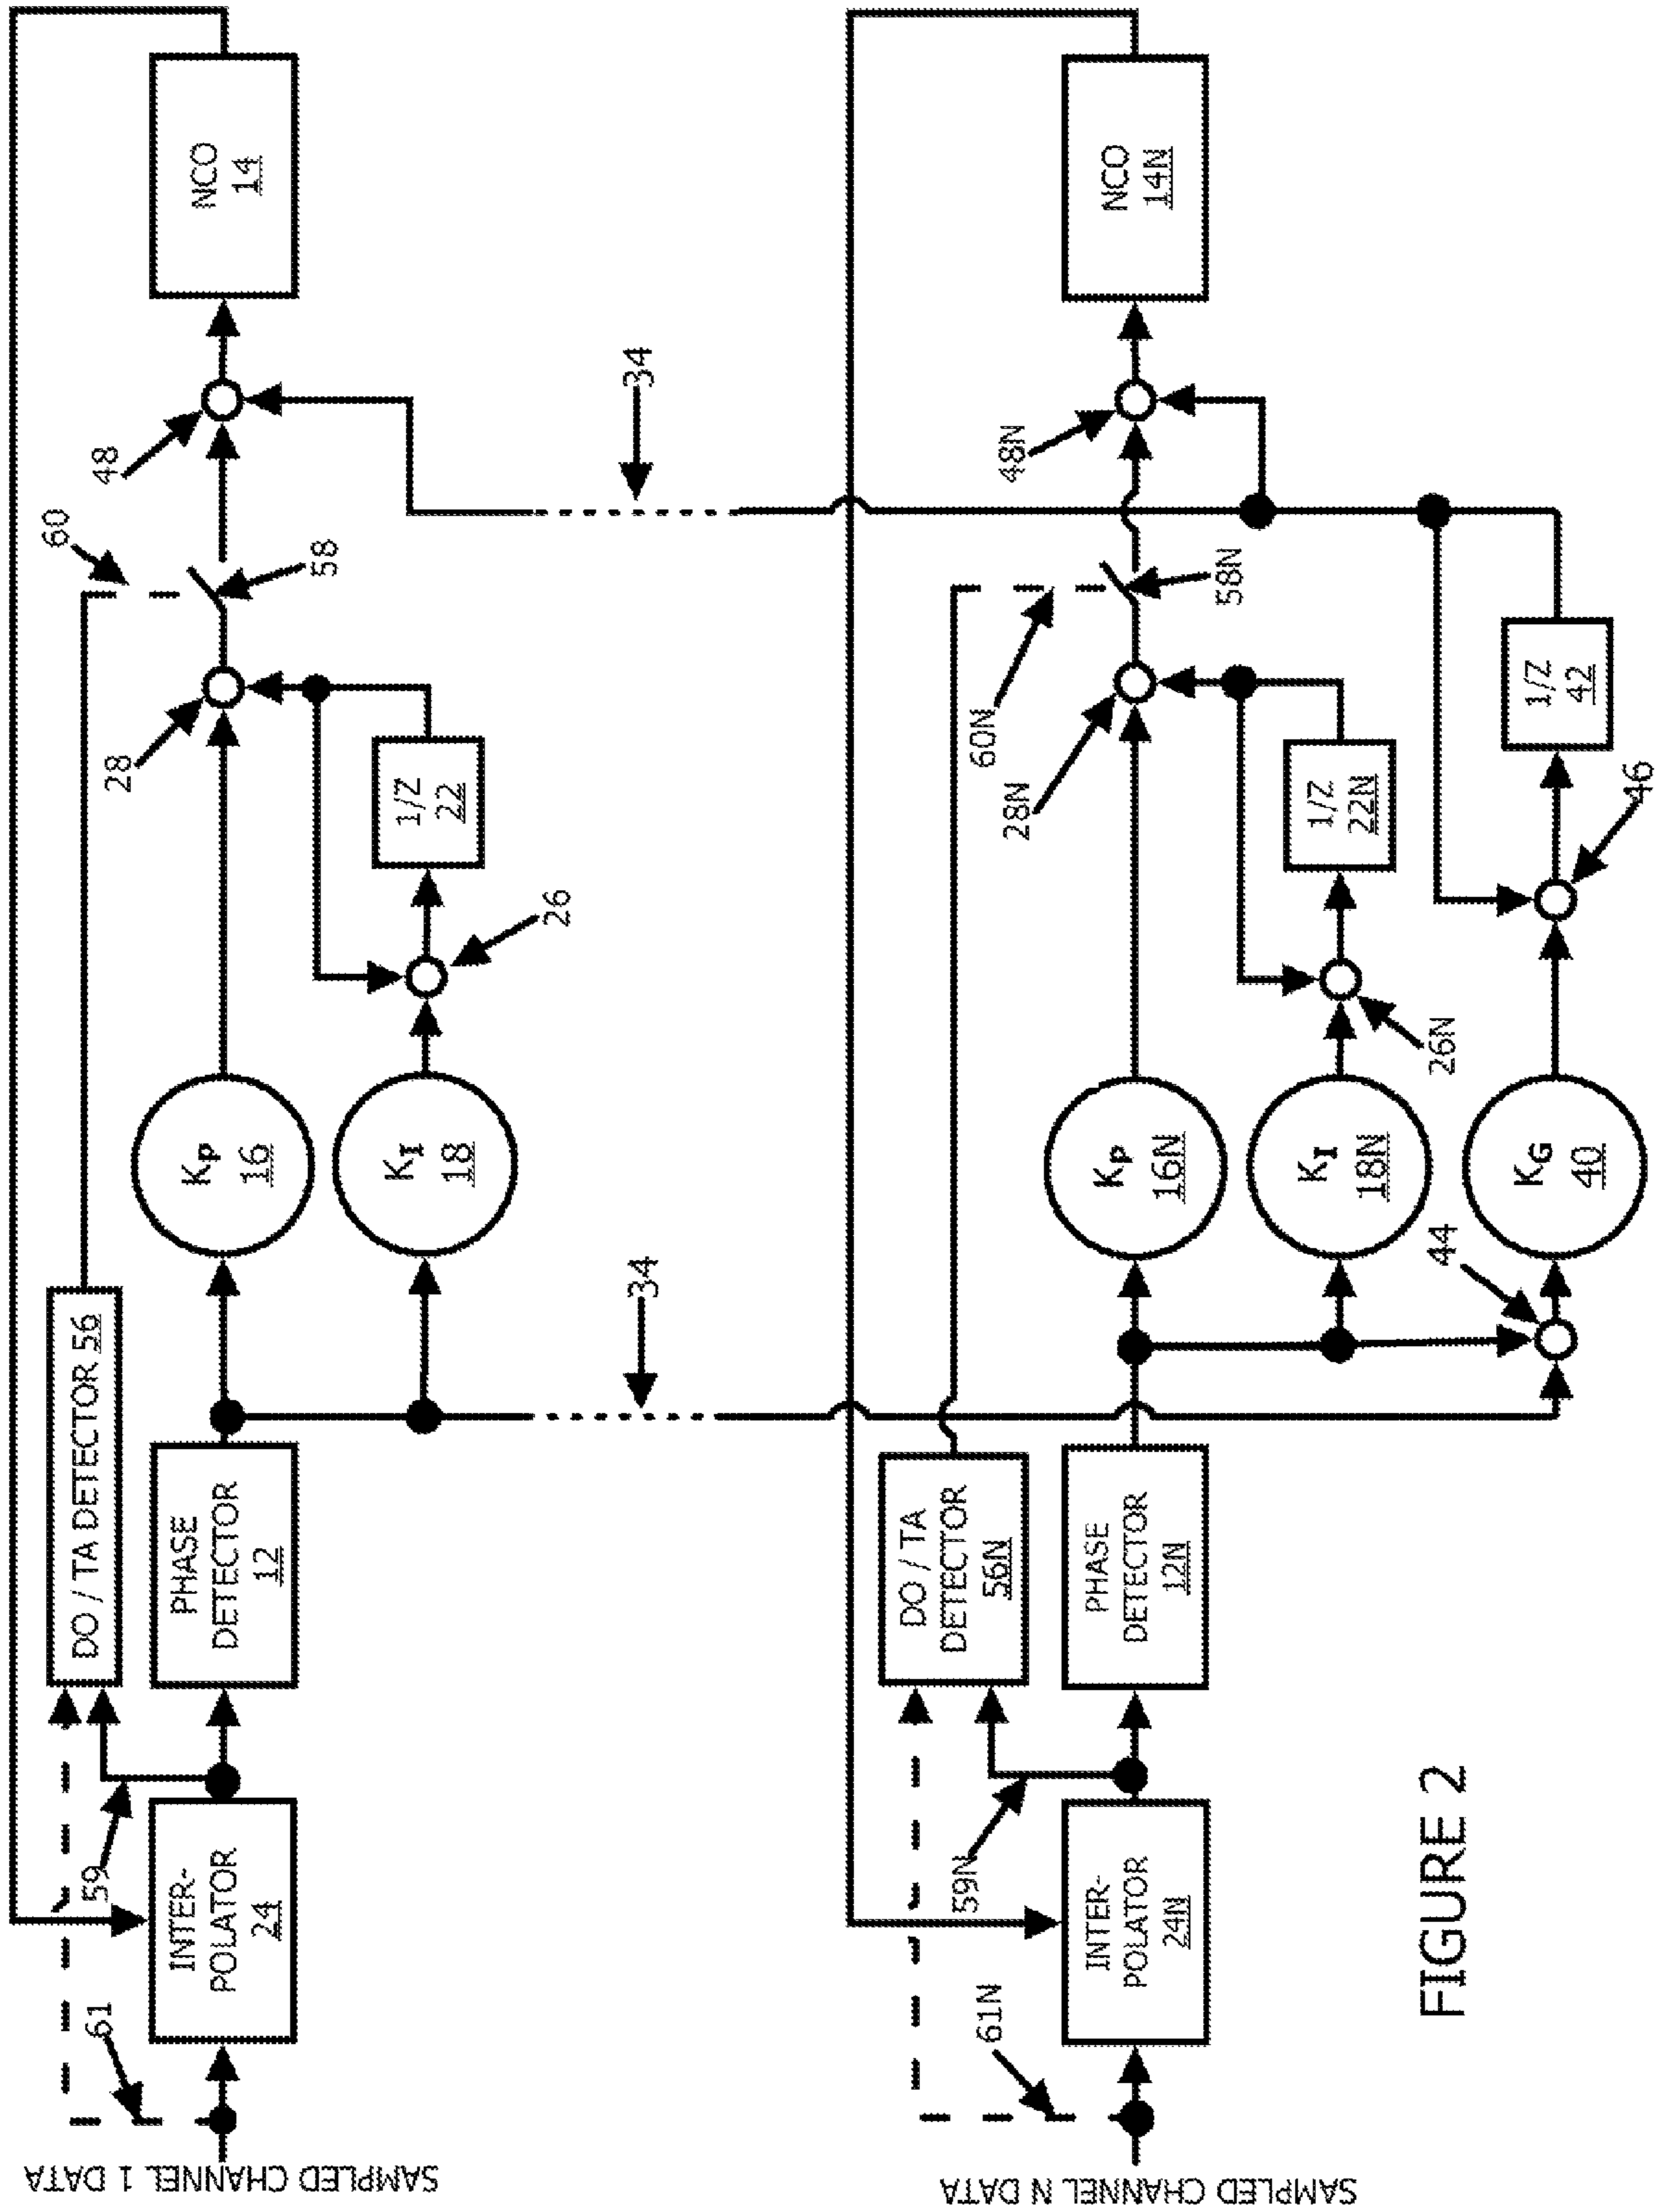 SAMPLED CHANNEL 1 DATA
61
INTER-
POLATOR
24
59
DO / TA DETECTOR 56
PHASE
DETECTOR
12
KP
16
KI
18
26
1/Z
22
28
60
58
48
NCO
14
34
34
SAMPLED CHANNEL N DATA
61N
INTER-
POLATOR
24N
59N
DO / TA
DETECTOR
56N
PHASE
DETECTOR
12N
KP
16N
KI
18N
26N
1/Z
22N
28N
60N
58N
48N
NCO
14N
44
KG
40
46
1/Z
42
FIGURE 2